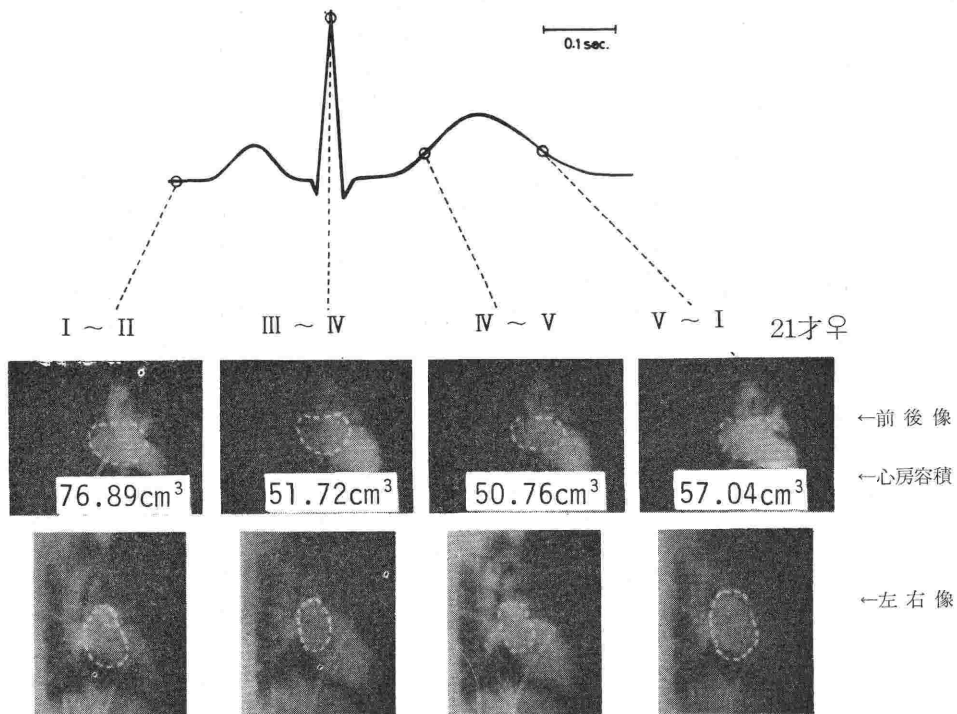 0.1 sec.
I ~ II
III ~ IV
IV ~ V
V ~ I
21才♀
←前後像
76.89cm³
51.72cm³
50.76cm³
57.04cm³
←心房容積
←左右像